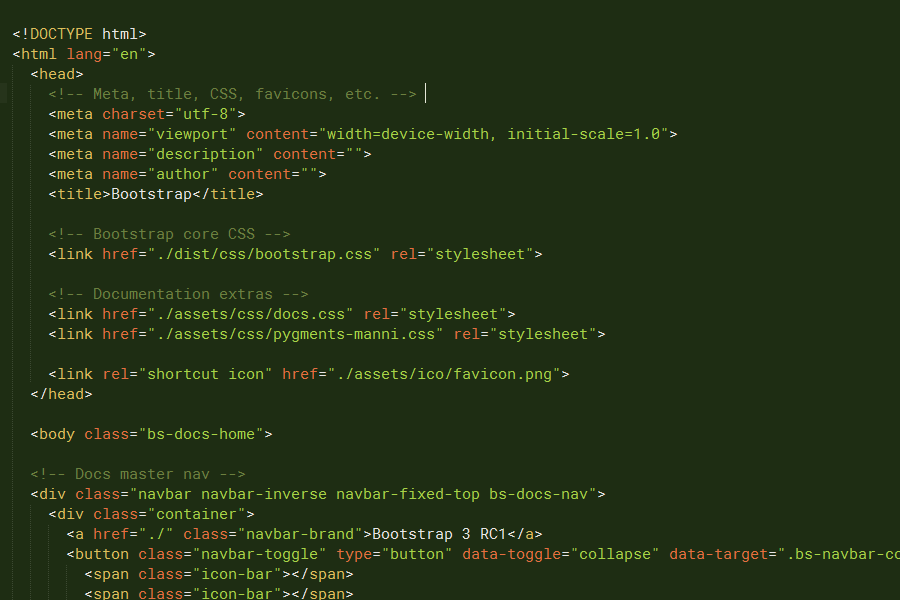 <!DOCTYPE html>
<html lang="en">
<head>
<!-- Meta, title, CSS, favicons, etc. -->
<meta charset="utf-8">
<meta name="viewport" content="width=device-width, initial-scale=1.0">
<meta name="description" content="">
<meta name="author" content="">
<title>Bootstrap</title>
<!-- Bootstrap core CSS -->
<link href="./dist/css/bootstrap.css" rel="stylesheet">
<!-- Documentation extras -->
<link href="./assets/css/docs.css" rel="stylesheet">
<link href="./assets/css/pygments-manni.css" rel="stylesheet">
<link rel="shortcut icon" href="./assets/ico/favicon.png">
</head>
<body class="bs-docs-home">
<!-- Docs master nav -->
<div class="navbar navbar-inverse navbar-fixed-top bs-docs-nav">
<div class="container">
<a href="./" class="navbar-brand">Bootstrap 3 RC1</a>
<button class="navbar-toggle" type="button" data-toggle="collapse" data-target=".bs-navbar-co
<span class="icon-bar"></span>
<span class="icon-bar"></span>